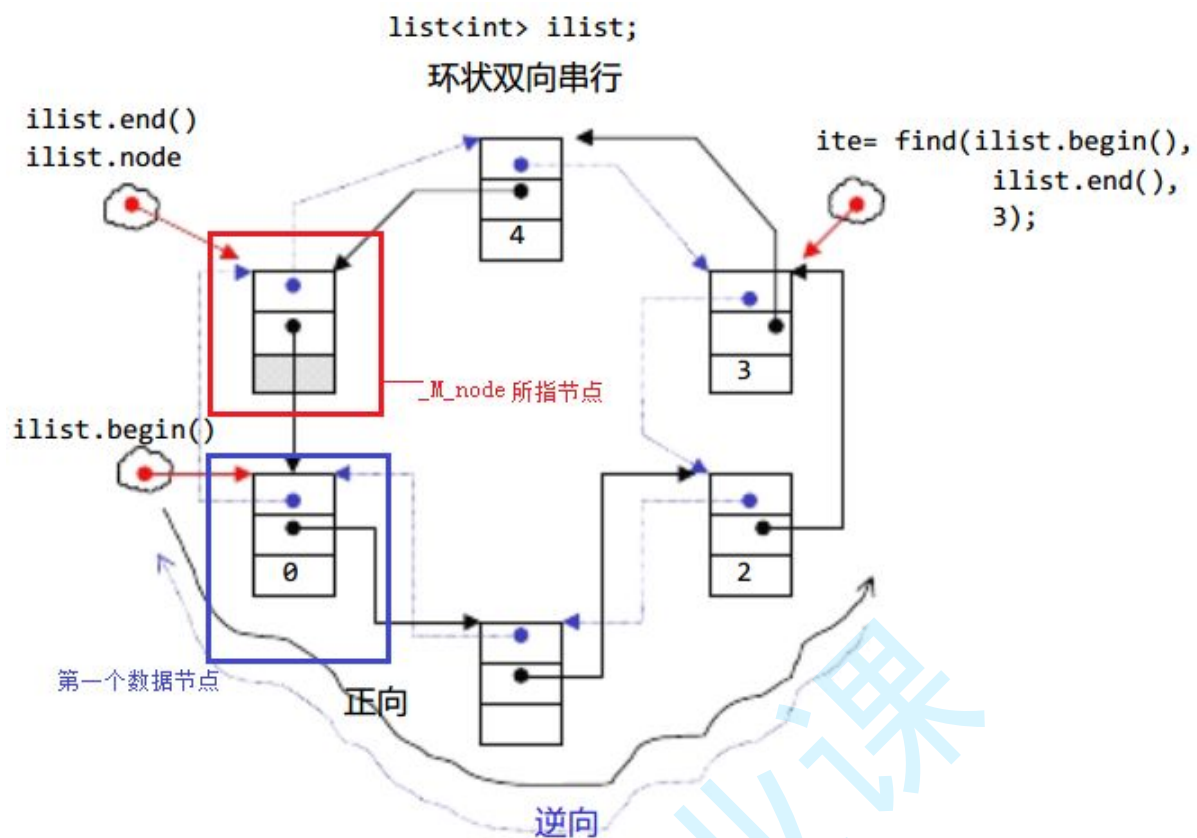 list<int> ilist;
环状双向串行
ilist.end()
ilist.node
ite= find(ilist.begin(),
ilist.end(),
3);
4
3
_M_node 所指节点
ilist.begin()
0
2
第一个数据节点
正向
逆向
业课